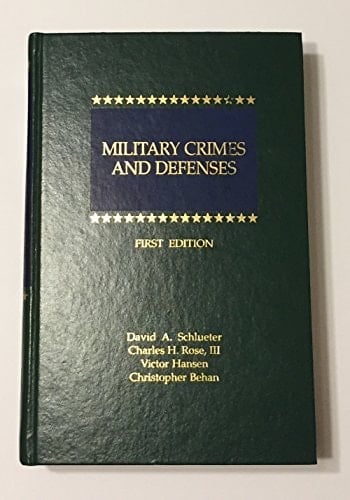 MILITARY CRIMES
AND DEFENSES
FIRST EDITION
David A. Schlueter
Charles H. Rose, III
Victor Hansen
Christopher Behan